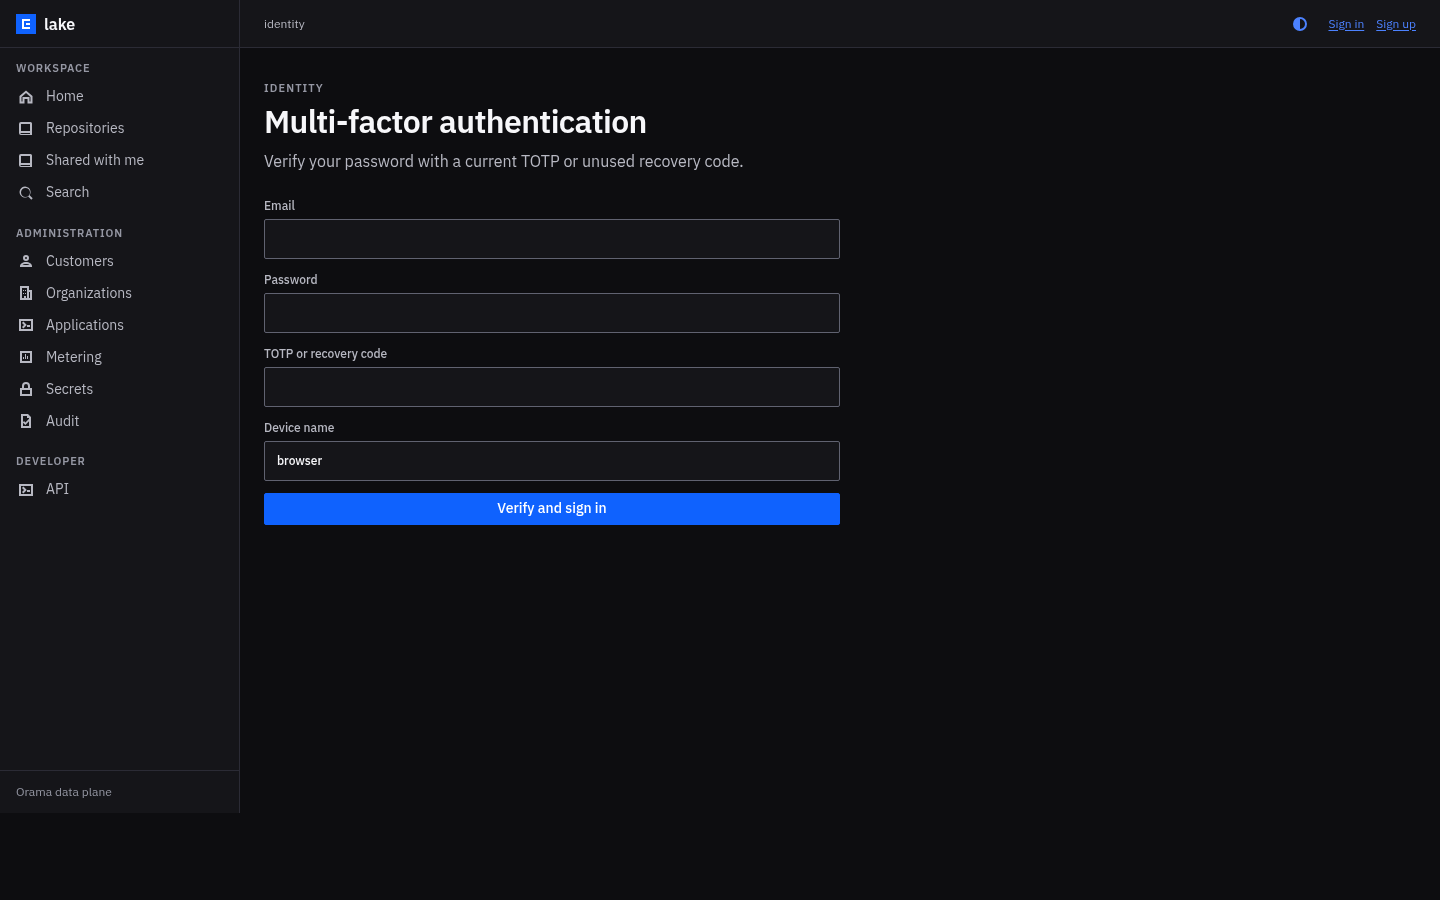 lake
identity
Sign in
Sign up
WORKSPACE
Home
Repositories
Shared with me
Search
ADMINISTRATION
Customers
Organizations
Applications
Metering
Secrets
Audit
DEVELOPER
API
Orama data plane
IDENTITY
Multi-factor authentication
Verify your password with a current TOTP or unused recovery code.
Email
Password
TOTP or recovery code
Device name
browser
Verify and sign in